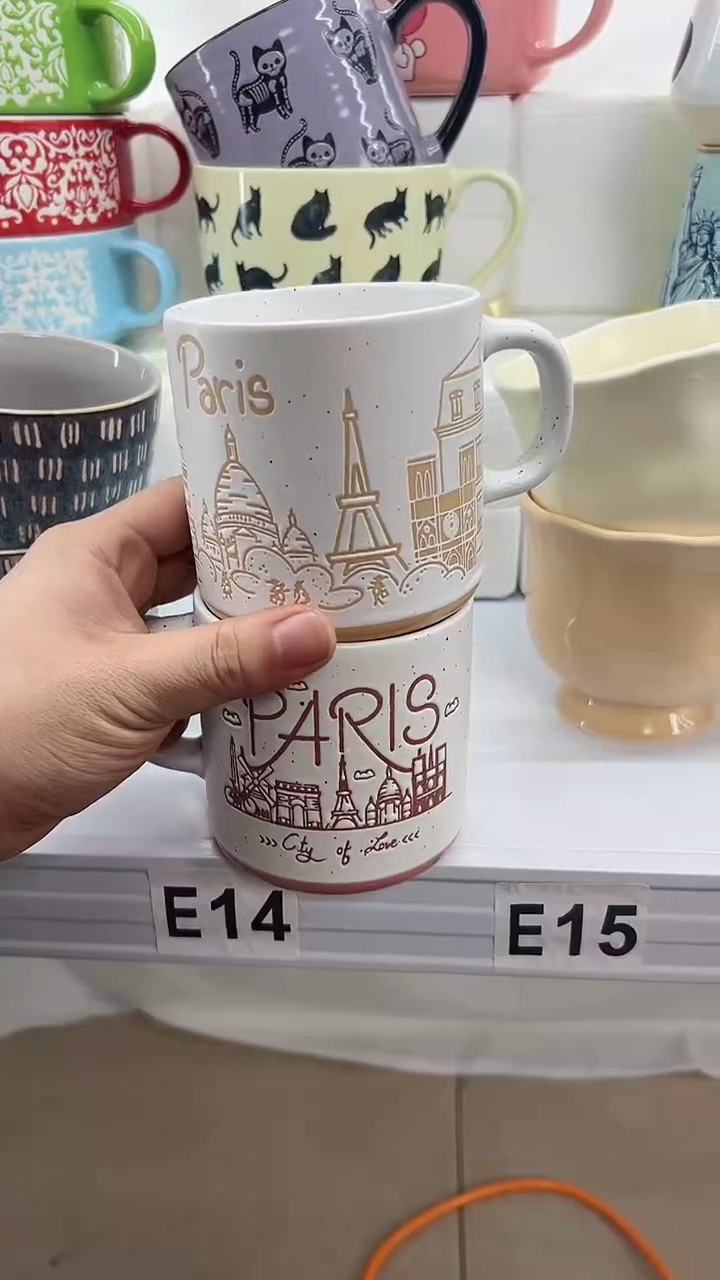 Paris
PARIS
>>> City of Love <<<
E14
E15